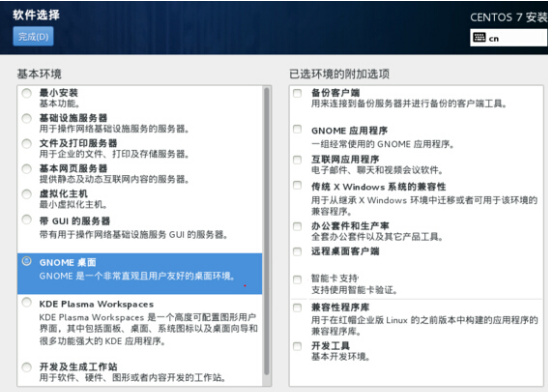 软件选择
CENTOS 7 安装
完成(D)
cn
基本环境
已选环境的附加选项
最小安装
基本功能。
基础设施服务器
用于操作网络基础设施服务的服务器。
文件及打印服务器
用于企业的文件、打印及存储服务器。
基本网页服务器
提供静态及动态互联网内容的服务器。
虚拟化主机
最小虚拟化主机。
带 GUI 的服务器
带有用于操作网络基础设施服务 GUI 的服务器。
GNOME 桌面
GNOME 是一个非常直观且用户友好的桌面环境。
KDE Plasma Workspaces
KDE Plasma Workspaces 是一个高度可配置图形用户
界面，其中包括面板、桌面、系统图标以及桌面向导和
很多功能强大的 KDE 应用程序。
开发及生成工作站
用于软件、硬件、图形或者内容开发的工作站。
备份客户端
用来连接到备份服务器并进行备份的客户端工具。
GNOME 应用程序
一组经常使用的 GNOME 应用程序。
互联网应用程序
电子邮件、聊天和视频会议软件。
传统 X Windows 系统的兼容性
用于从继承 X Windows 环境中迁移或者可用于该环境的
兼容程序。
办公套件和生产率
全套办公套件以及其它产品工具。
远程桌面客户端
智能卡支持
支持使用智能卡验证。
兼容性程序库
用于在红帽企业版 Linux 的之前版本中构建的应用程序的
兼容程序库。
开发工具
基本开发环境。